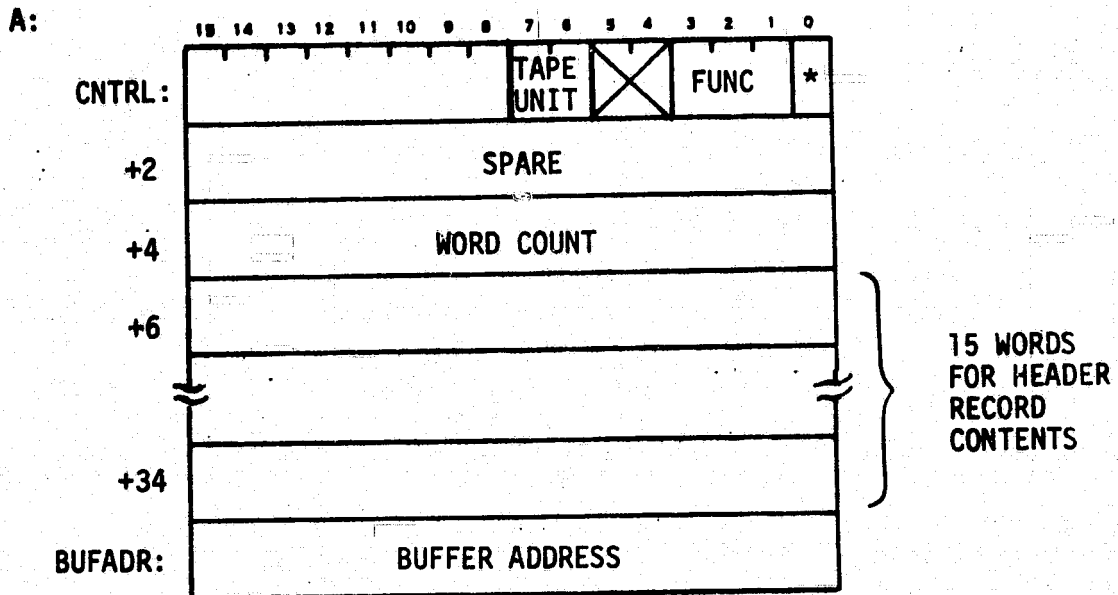 A:
15 14 13 12 11 10 9 8 7 6 5 4 3 2 1 0
CNTRL:
TAPE
UNIT
FUNC
*
+2
SPARE
+4
WORD COUNT
+6
15 WORDS
FOR HEADER
RECORD
CONTENTS
+34
BUFADR:
BUFFER ADDRESS